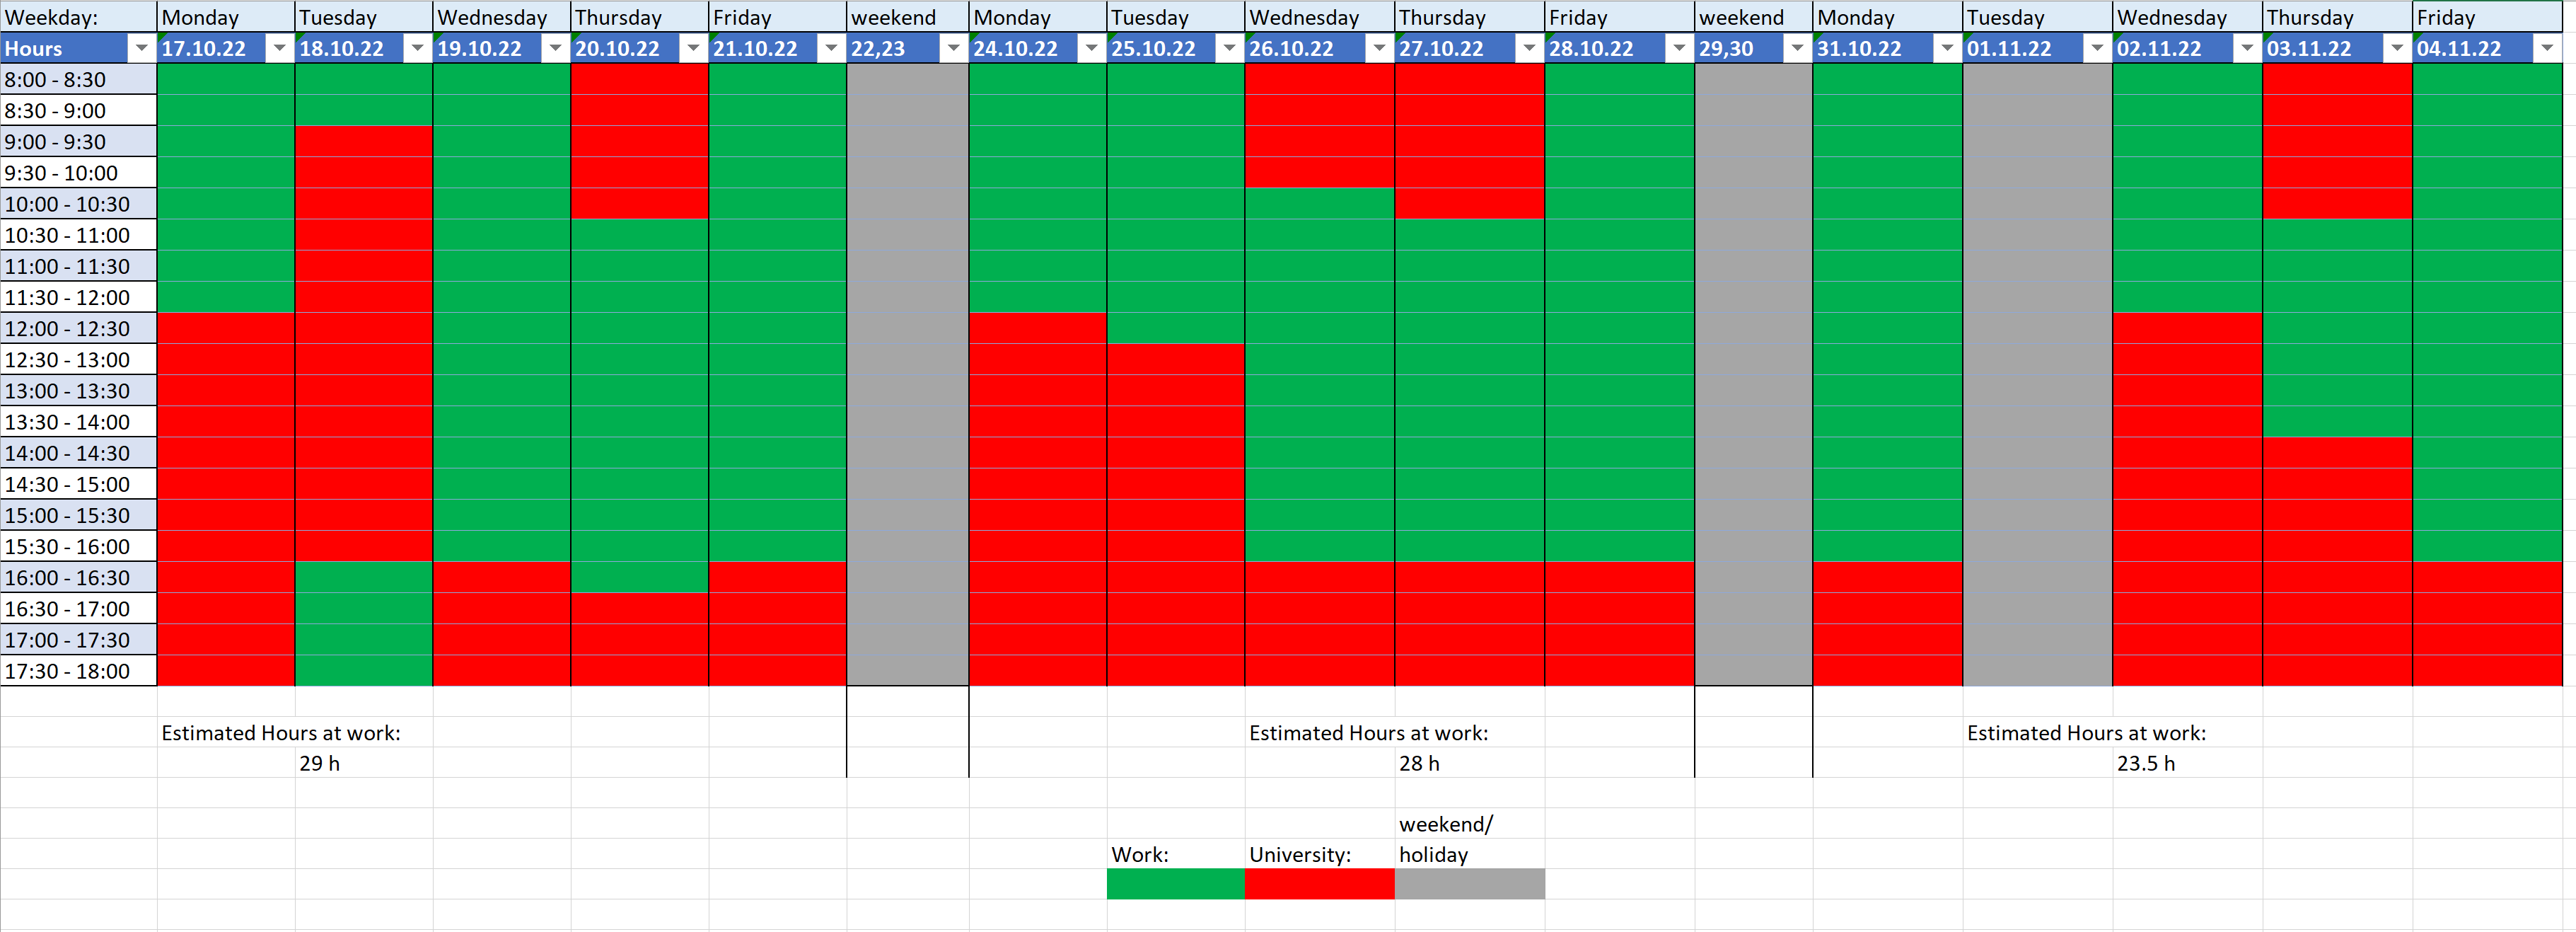 Weekday: Monday Tuesday Wednesday Thursday Friday weekend Monday Tuesday Wednesday Thursday Friday weekend Monday Tuesday Wednesday Thursday Friday
Hours 17.10.22 18.10.22 19.10.22 20.10.22 21.10.22 22,23 24.10.22 25.10.22 26.10.22 27.10.22 28.10.22 29,30 31.10.22 01.11.22 02.11.22 03.11.22 04.11.22
8:00 - 8:30
8:30 - 9:00
9:00 - 9:30
9:30 - 10:00
10:00 - 10:30
10:30 - 11:00
11:00 - 11:30
11:30 - 12:00
12:00 - 12:30
12:30 - 13:00
13:00 - 13:30
13:30 - 14:00
14:00 - 14:30
14:30 - 15:00
15:00 - 15:30
15:30 - 16:00
16:00 - 16:30
16:30 - 17:00
17:00 - 17:30
17:30 - 18:00
Estimated Hours at work: Estimated Hours at work: Estimated Hours at work:
29 h 28 h 23.5 h
weekend/
Work: University: holiday